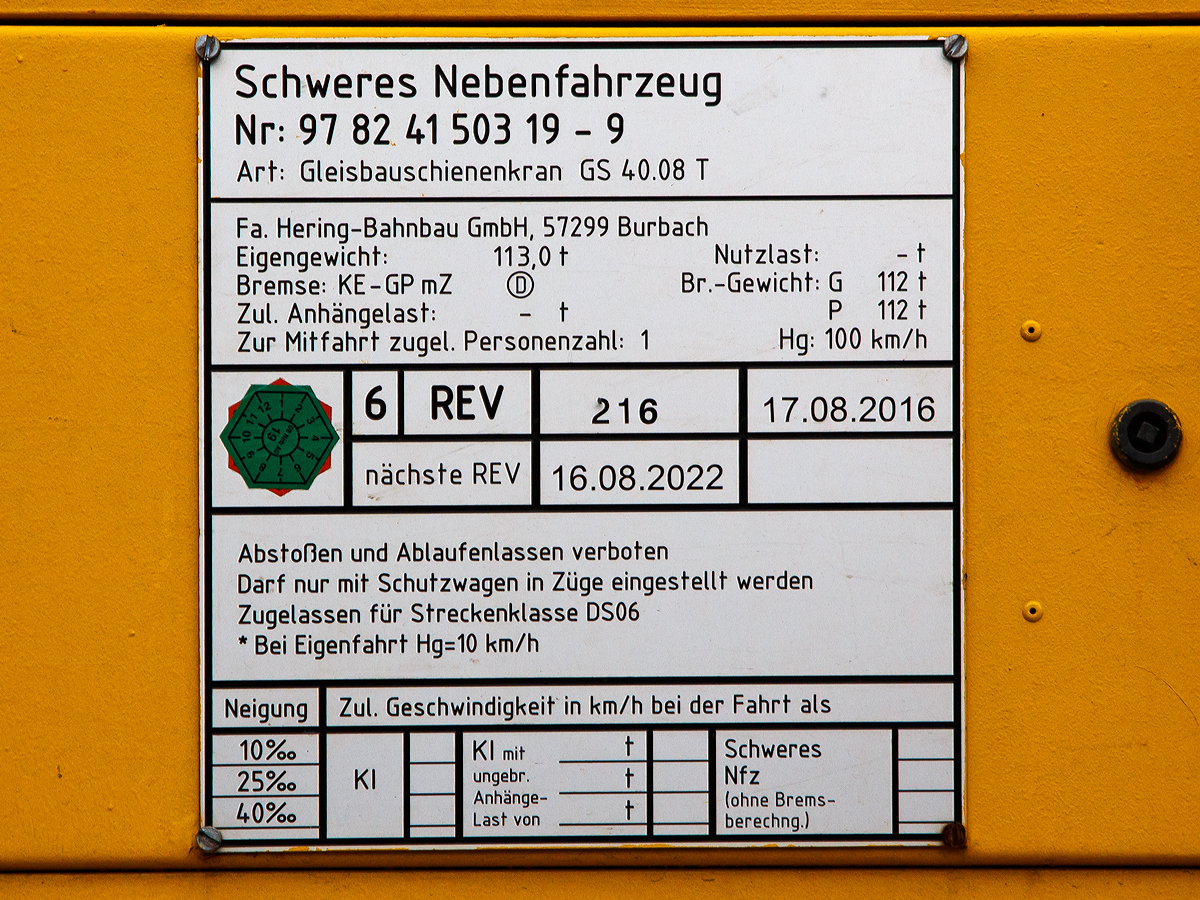 Schweres Nebenfahrzeug
Nr: 97 82 41 503 19 - 9
Art: Gleisbauschienenkran GS 40.08 T
Fa. Hering-Bahnbau GmbH, 57299 Burbach
Eigengewicht: 113,0 t Nutzlast: - t
Bremse: KE-GP mZ Ⓓ Br.-Gewicht: G 112 t
Zul. Anhängelast: - t P 112 t
Zur Mitfahrt zugel. Personenzahl: 1 Hg: 100 km/h
6 REV 216 17.08.2016
nächste REV 16.08.2022
Abstoßen und Ablaufenlassen verboten
Darf nur mit Schutzwagen in Züge eingestellt werden
Zugelassen für Streckenklasse DS06
* Bei Eigenfahrt Hg=10 km/h
Neigung Zul. Geschwindigkeit in km/h bei der Fahrt als
10‰ KI mit t Schweres
25‰ KI ungebr. t Nfz
Anhänge- (ohne Brems-
40‰ Last von t berechng.)